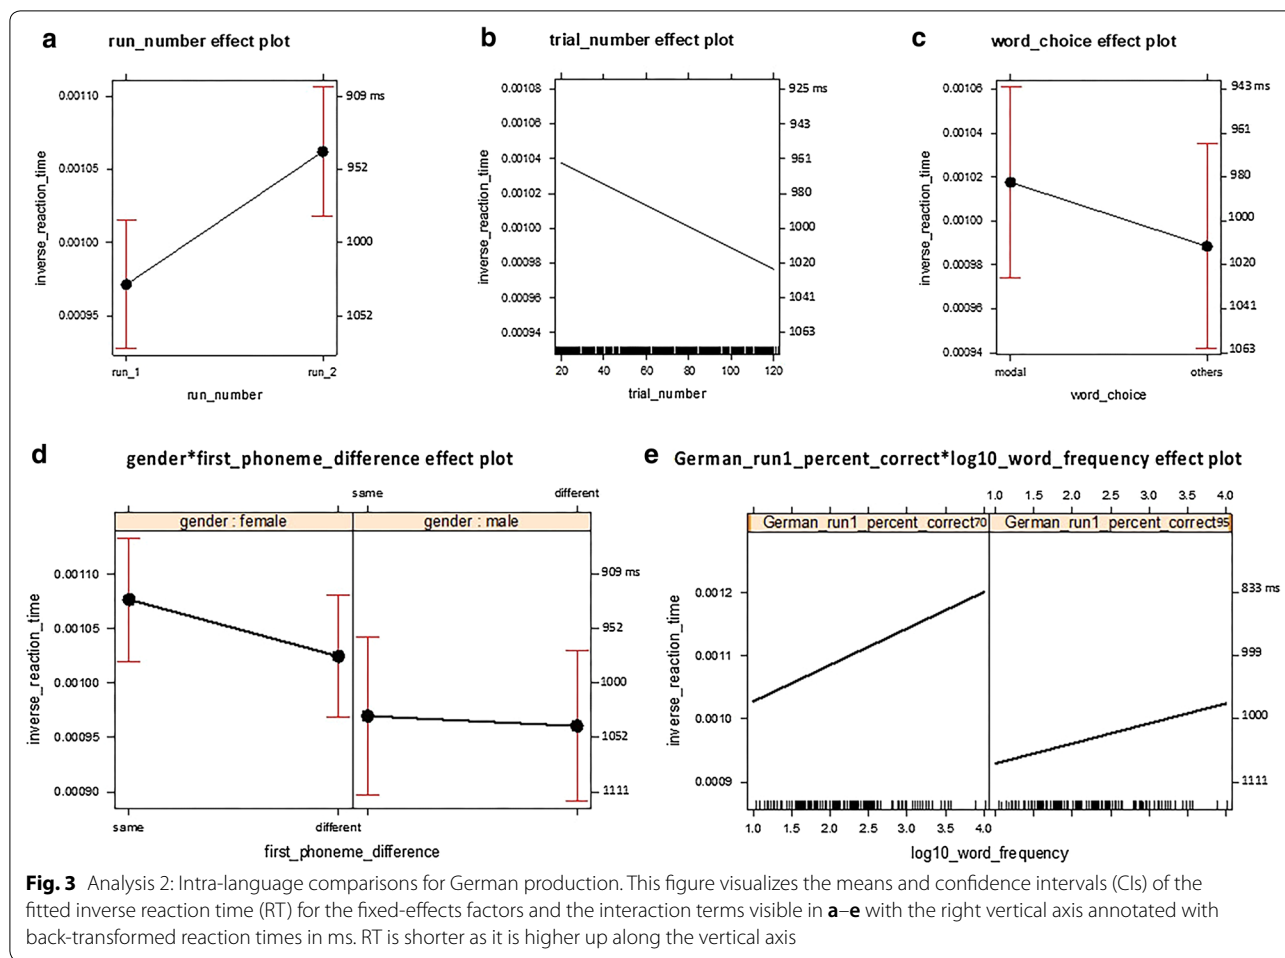 a
run_number effect plot
0.00110
0.00105
0.00100
0.00095
inverse_reaction_time
909 ms
952
1000
1052
run_1
run_2
run_number
b
trial_number effect plot
0.00108
0.00106
0.00104
0.00102
0.00100
0.00098
0.00096
0.00094
inverse_reaction_time
925 ms
943
961
980
1000
1020
1041
1063
20 40 60 80 100 120
trial_number
c
word_choice effect plot
0.00106
0.00104
0.00102
0.00100
0.00098
0.00096
0.00094
inverse_reaction_time
943 ms
961
980
1000
1020
1041
1063
modal
others
word_choice
d
gender*first_phoneme_difference effect plot
same
different
gender : female
gender : male
0.00110
0.00105
0.00100
0.00095
0.00090
inverse_reaction_time
909 ms
952
1000
1052
1111
same
different
first_phoneme_difference
e
German_run1_percent_correct*log10_word_frequency effect plot
1.0 1.5 2.0 2.5 3.0 3.5 4.0
German_run1_percent_correct70
German_run1_percent_correct95
0.0012
0.0011
0.0010
0.0009
inverse_reaction_time
833 ms
999
1000
1111
1.0 1.5 2.0 2.5 3.0 3.5 4.0
log10_word_frequency
Fig. 3 Analysis 2: Intra-language comparisons for German production. This figure visualizes the means and confidence intervals (CIs) of the
fitted inverse reaction time (RT) for the fixed-effects factors and the interaction terms visible in a–e with the right vertical axis annotated with
back-transformed reaction times in ms. RT is shorter as it is higher up along the vertical axis